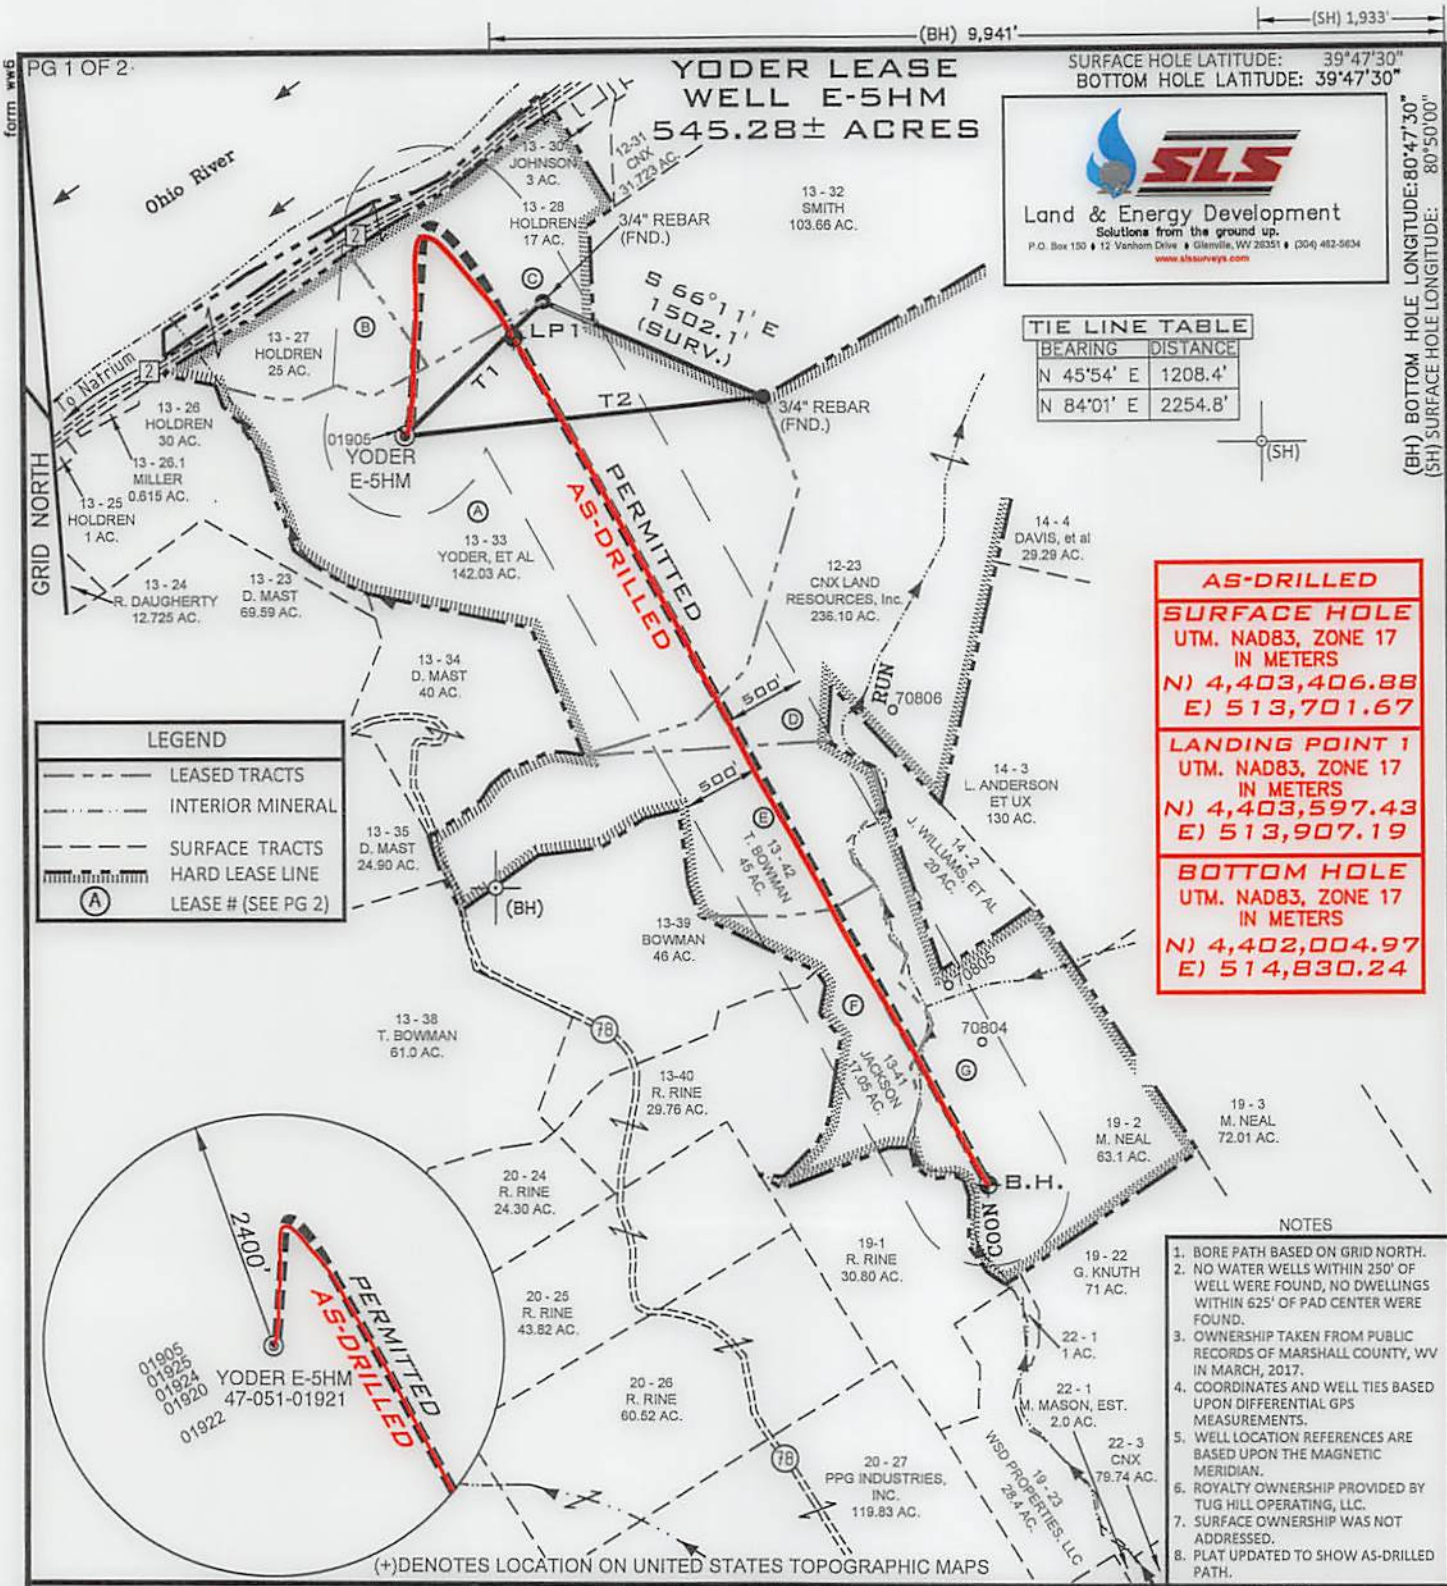 (SH) 1,933'
(BH) 9,941'
form ww6
PG 1 OF 2
YODER LEASE
WELL E-5HM
545.28± ACRES
SURFACE HOLE LATITUDE: 39°47'30"
BOTTOM HOLE LATITUDE: 39°47'30"
(BH) BOTTOM HOLE LONGITUDE:80°47'30"
(SH) SURFACE HOLE LONGITUDE: 80°50'00"
SLS
Land & Energy Development
Solutions from the ground up.
P.O. Box 150 ♦ 12 Vanhorn Drive ♦ Glenville, WV 26351 ♦ (304) 462-5634
www.slssurveys.com
Ohio River
13 - 30
JOHNSON
3 AC.
12-31
CNX
31.723 AC.
13 - 28
HOLDREN
17 AC.
3/4" REBAR
(FND.)
13 - 32
SMITH
103.66 AC.
2
C
S 66°11' E
1502.1'
(SURV.)
B
LP1
TIE LINE TABLE
BEARING DISTANCE
N 45°54' E 1208.4'
N 84°01' E 2254.8'
13 - 27
HOLDREN
25 AC.
To Natrium
2
T1
T2
3/4" REBAR
(FND.)
(SH)
13 - 26
HOLDREN
30 AC.
01905
YODER
E-5HM
13 - 26.1
MILLER
0.615 AC.
13 - 25
HOLDREN
1 AC.
GRID NORTH
PERMITTED
AS-DRILLED
A
13 - 33
YODER, ET AL
142.03 AC.
14 - 4
DAVIS, et al
29.29 AC.
12-23
CNX LAND
RESOURCES, Inc.
236.10 AC.
13 - 24
R. DAUGHERTY
12.725 AC.
13 - 23
D. MAST
69.59 AC.
13 - 34
D. MAST
40 AC.
AS-DRILLED
SURFACE HOLE
UTM. NAD83, ZONE 17
IN METERS
N) 4,403,406.88
E) 513,701.67
LANDING POINT 1
UTM. NAD83, ZONE 17
IN METERS
N) 4,403,597.43
E) 513,907.19
BOTTOM HOLE
UTM. NAD83, ZONE 17
IN METERS
N) 4,402,004.97
E) 514,830.24
500'
RUN
70806
D
LEGEND
LEASED TRACTS
INTERIOR MINERAL
SURFACE TRACTS
HARD LEASE LINE
A LEASE # (SEE PG 2)
500'
14 - 3
L. ANDERSON
ET UX
130 AC.
E
13 - 42
T. BOWMAN
45 AC.
14 - 2
J. WILLIAMS, ET AL
20 AC.
13 - 35
D. MAST
24.90 AC.
(BH)
13-39
BOWMAN
46 AC.
0805
F
70804
13 - 38
T. BOWMAN
61.0 AC.
78
13-41
JACKSON
17.05 AC.
G
13-40
R. RINE
29.76 AC.
19 - 2
M. NEAL
63.1 AC.
19 - 3
M. NEAL
72.01 AC.
B.H.
COON
20 - 24
R. RINE
24.30 AC.
19-1
R. RINE
30.80 AC.
19 - 22
G. KNUTH
71 AC.
2400'
PERMITTED
AS-DRILLED
20 - 25
R. RINE
43.82 AC.
22 - 1
1 AC.
01905
01925
01924
01920
01922
YODER E-5HM
47-051-01921
20 - 26
R. RINE
60.52 AC.
22 - 1
M. MASON, EST.
2.0 AC.
78
20 - 27
PPG INDUSTRIES,
INC.
119.83 AC.
19 - 23
WSD PROPERTIES, LLC
28.4 AC.
22 - 3
CNX
79.74 AC.
NOTES
1. BORE PATH BASED ON GRID NORTH.
2. NO WATER WELLS WITHIN 250' OF
WELL WERE FOUND, NO DWELLINGS
WITHIN 625' OF PAD CENTER WERE
FOUND.
3. OWNERSHIP TAKEN FROM PUBLIC
RECORDS OF MARSHALL COUNTY, WV
IN MARCH, 2017.
4. COORDINATES AND WELL TIES BASED
UPON DIFFERENTIAL GPS
MEASUREMENTS.
5. WELL LOCATION REFERENCES ARE
BASED UPON THE MAGNETIC
MERIDIAN.
6. ROYALTY OWNERSHIP PROVIDED BY
TUG HILL OPERATING, LLC.
7. SURFACE OWNERSHIP WAS NOT
ADDRESSED.
8. PLAT UPDATED TO SHOW AS-DRILLED
PATH.
(+)DENOTES LOCATION ON UNITED STATES TOPOGRAPHIC MAPS